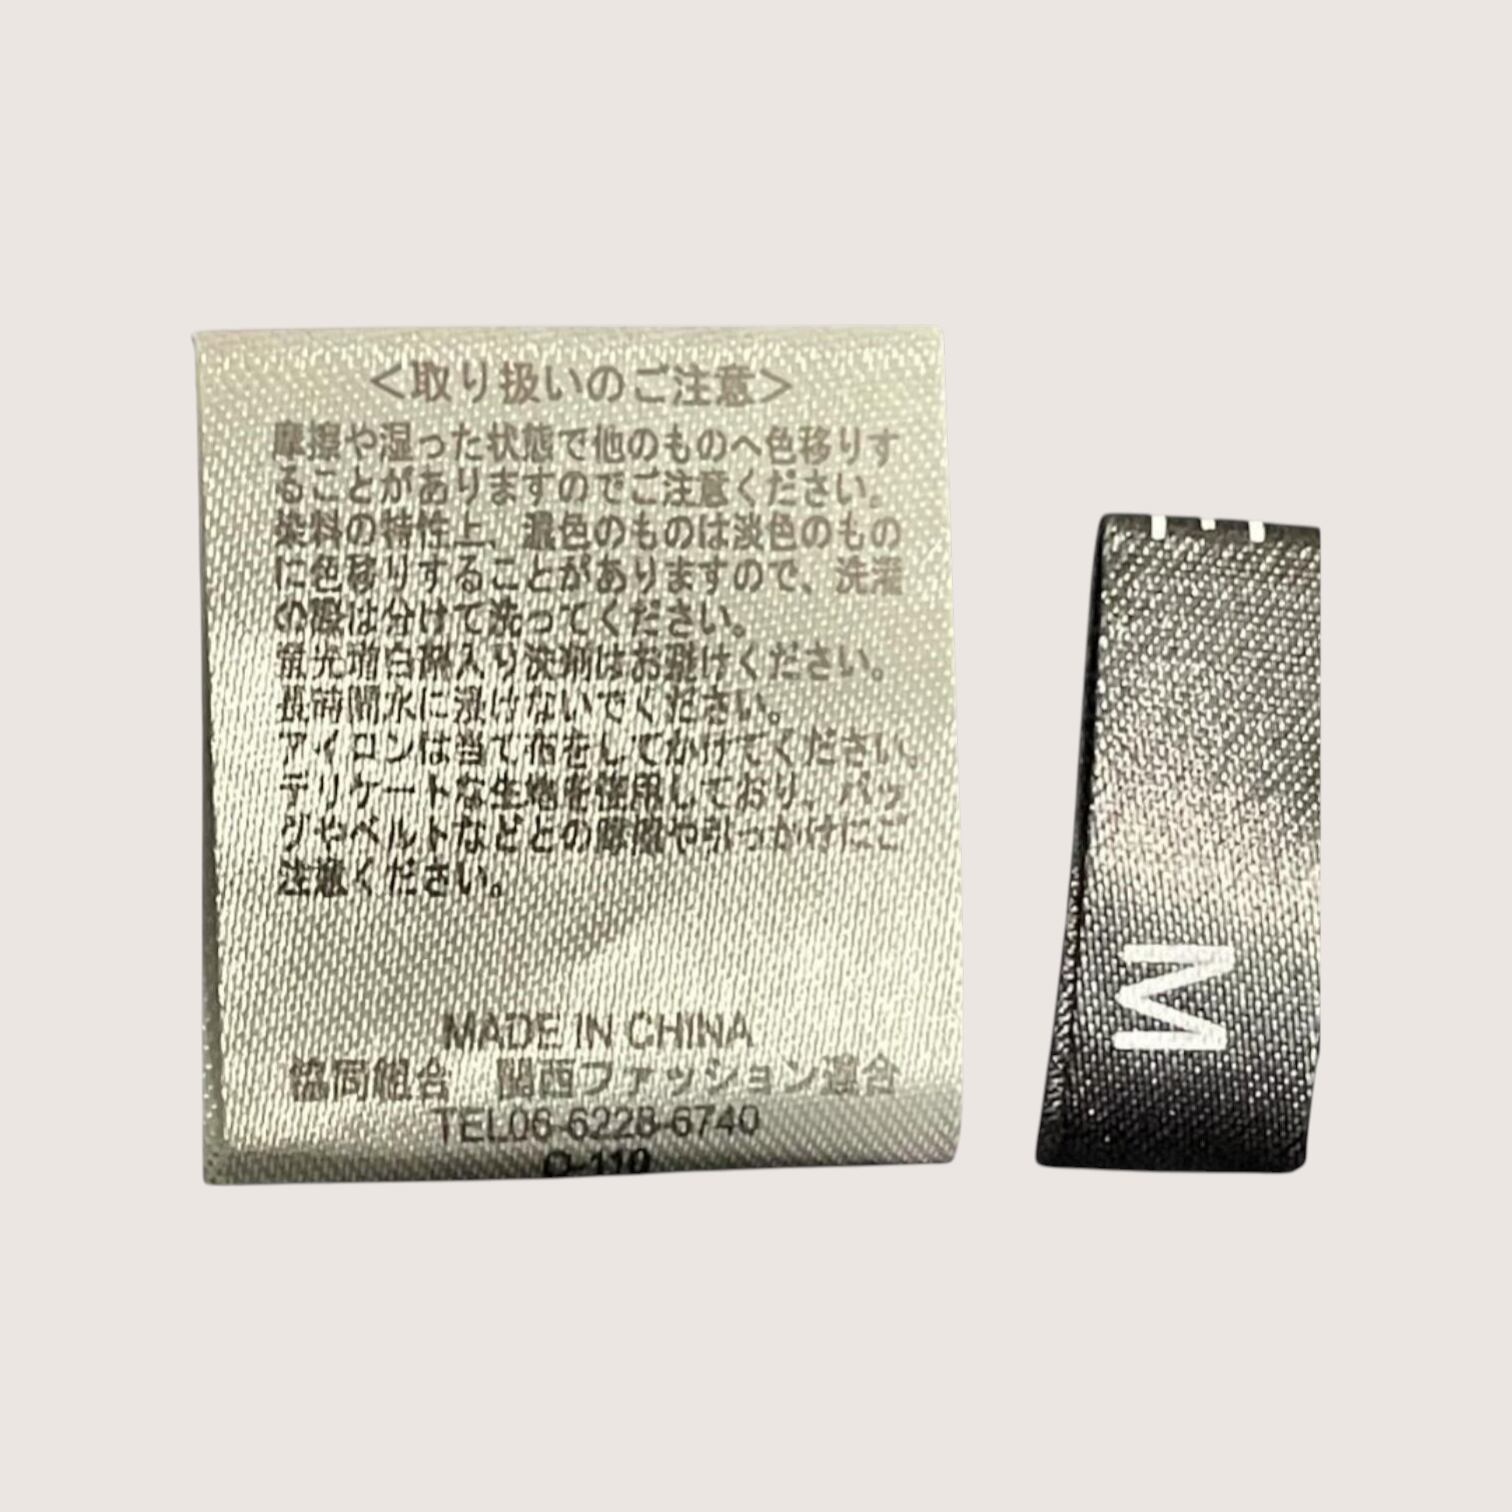 <取り扱いのご注意>
摩擦や湿った状態で他のものへ色移りす
ることがありますのでご注意ください。
染料の特性上、濃色のものは淡色のもの
に色移りすることがありますので、洗濯
の際は分けて洗ってください。
蛍光増白剤入り洗剤はお避けください。
長時間水に浸けないでください。
アイロンは当て布をしてかけてください。
デリケートな生地を使用しており、バッ
グやベルトなどとの摩擦や引っかけにご
注意ください。
MADE IN CHINA
協同組合 関西ファッション連合
TEL06-6228-6740
O-110
M